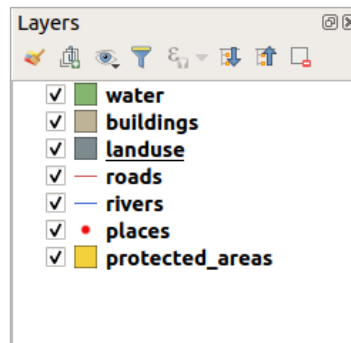 Layers
water
buildings
landuse
roads
rivers
places
protected_areas